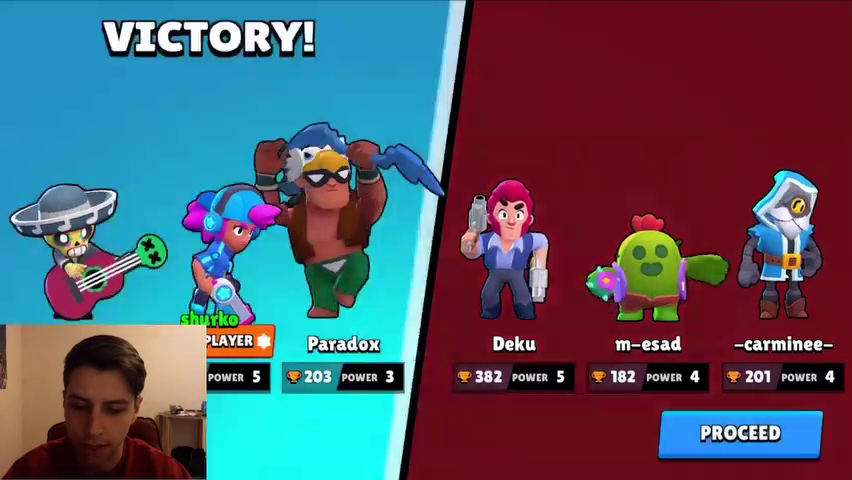 VICTORY!
shurko
PLAYER
Paradox
Deku
m-esad
-carminee-
POWER 5
203 POWER 3
382 POWER 5
182 POWER 4
201 POWER 4
PROCEED